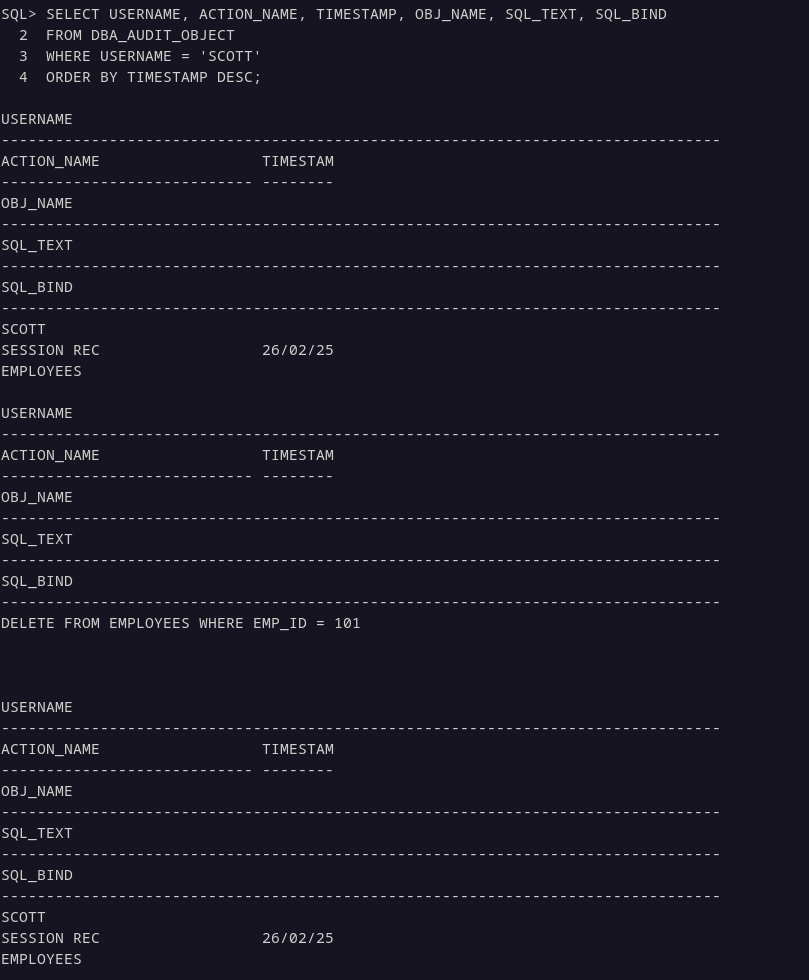 SQL> SELECT USERNAME, ACTION_NAME, TIMESTAMP, OBJ_NAME, SQL_TEXT, SQL_BIND
  2  FROM DBA_AUDIT_OBJECT
  3  WHERE USERNAME = 'SCOTT'
  4  ORDER BY TIMESTAMP DESC;

USERNAME
--------------------------------------------------------------------------------
ACTION_NAME                  TIMESTAM
---------------------------- --------
OBJ_NAME
--------------------------------------------------------------------------------
SQL_TEXT
--------------------------------------------------------------------------------
SQL_BIND
--------------------------------------------------------------------------------
SCOTT
SESSION REC                  26/02/25
EMPLOYEES

USERNAME
--------------------------------------------------------------------------------
ACTION_NAME                  TIMESTAM
---------------------------- --------
OBJ_NAME
--------------------------------------------------------------------------------
SQL_TEXT
--------------------------------------------------------------------------------
SQL_BIND
--------------------------------------------------------------------------------
DELETE FROM EMPLOYEES WHERE EMP_ID = 101



USERNAME
--------------------------------------------------------------------------------
ACTION_NAME                  TIMESTAM
---------------------------- --------
OBJ_NAME
--------------------------------------------------------------------------------
SQL_TEXT
--------------------------------------------------------------------------------
SQL_BIND
--------------------------------------------------------------------------------
SCOTT
SESSION REC                  26/02/25
EMPLOYEES